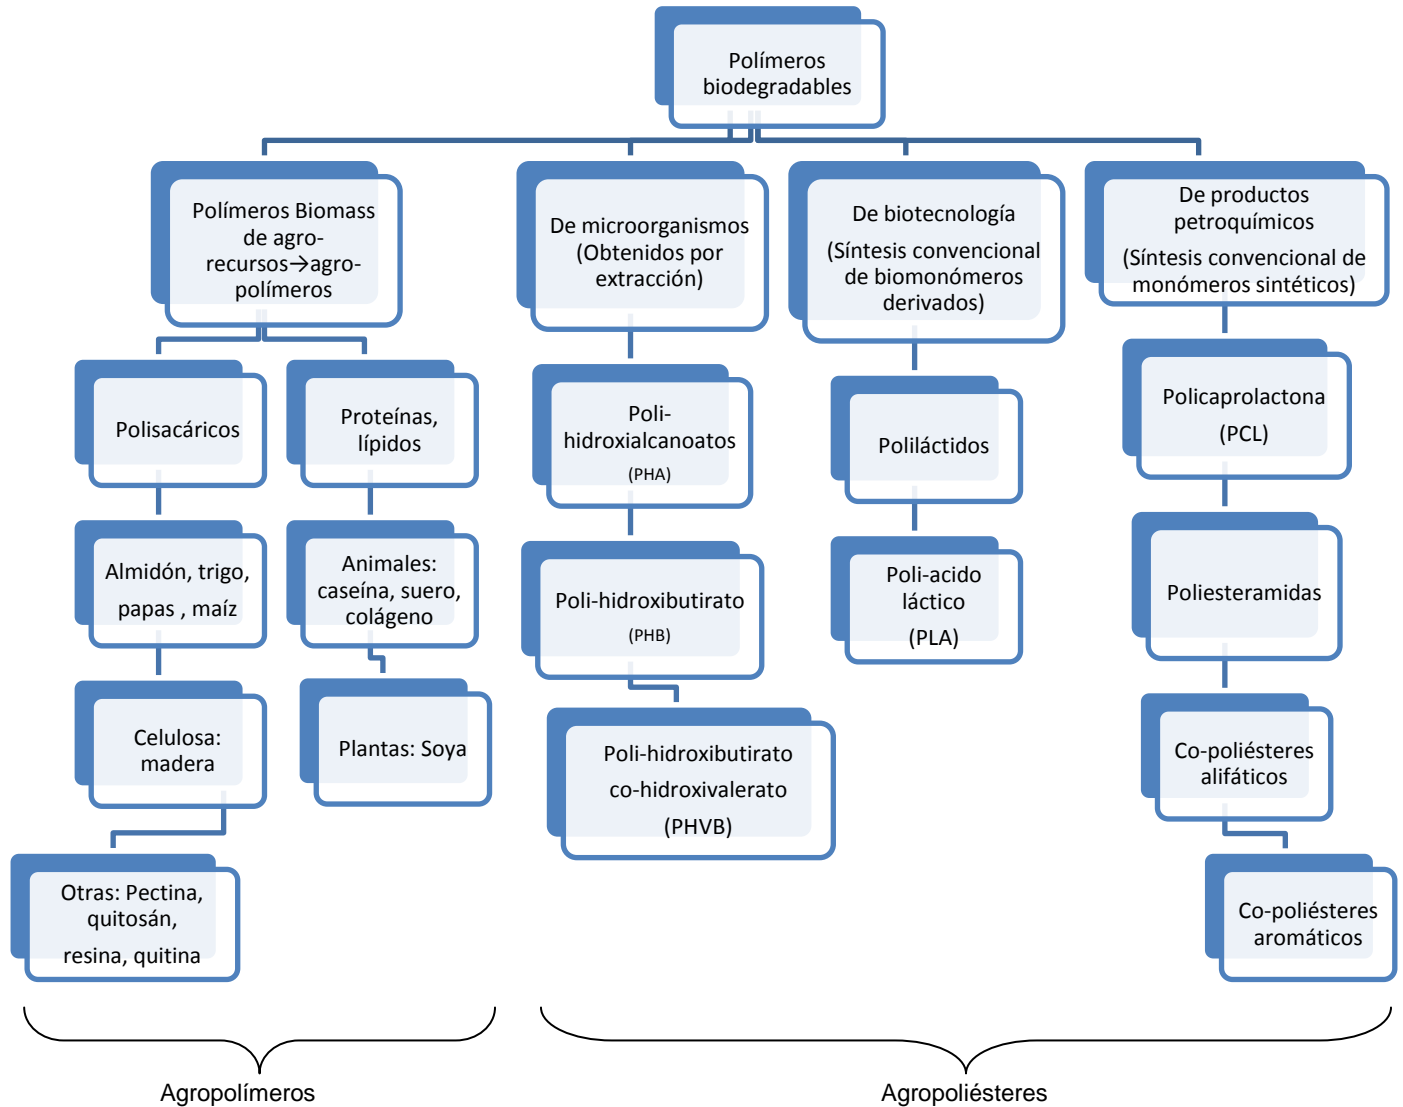 Polímeros
biodegradables
Polímeros Biomass
de agro-
recursos→agro-
polímeros
De microorganismos
(Obtenidos por
extracción)
De biotecnología
(Síntesis convencional
de biomonómeros
derivados)
De productos
petroquímicos
(Síntesis convencional de
monómeros sintéticos)
Polisacáricos
Proteínas,
lípidos
Poli-
hidroxialcanoatos
(PHA)
Poliláctidos
Policaprolactona
(PCL)
Almidón, trigo,
papas , maíz
Animales:
caseína, suero,
colágeno
Poli-hidroxibutirato
(PHB)
Poli-acido
láctico
(PLA)
Poliesteramidas
Celulosa:
madera
Plantas: Soya
Poli-hidroxibutirato
co-hidroxivalerato
(PHVB)
Co-poliésteres
alifáticos
Otras: Pectina,
quitosán,
resina, quitina
Co-poliésteres
aromáticos
Agropolímeros
Agropoliésteres